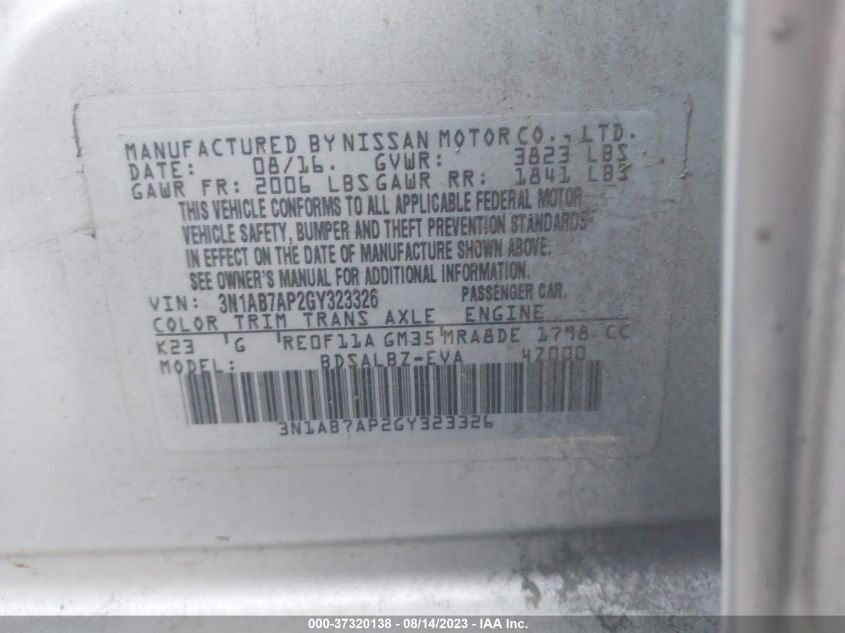 MANUFACTURED BY NISSAN MOTOR CO., LTD.
DATE: 08/16. GVWR: 3823 LBS
GAWR FR: 2006 LBS GAWR RR: 1841 LBS
THIS VEHICLE CONFORMS TO ALL APPLICABLE FEDERAL MOTOR
VEHICLE SAFETY, BUMPER AND THEFT PREVENTION STANDARDS
IN EFFECT ON THE DATE OF MANUFACTURE SHOWN ABOVE.
SEE OWNER'S MANUAL FOR ADDITIONAL INFORMATION.
VIN: 3N1AB7AP2GY323326 PASSENGER CAR.
COLOR TRIM TRANS AXLE ENGINE
K23 G RE0F11A GM35 MRA8DE 1798 CC
MODEL: BDSALBZ-EVA 4Z000
3N1AB7AP2GY323326
000-37320138 - 08/14/2023 - IAA Inc.